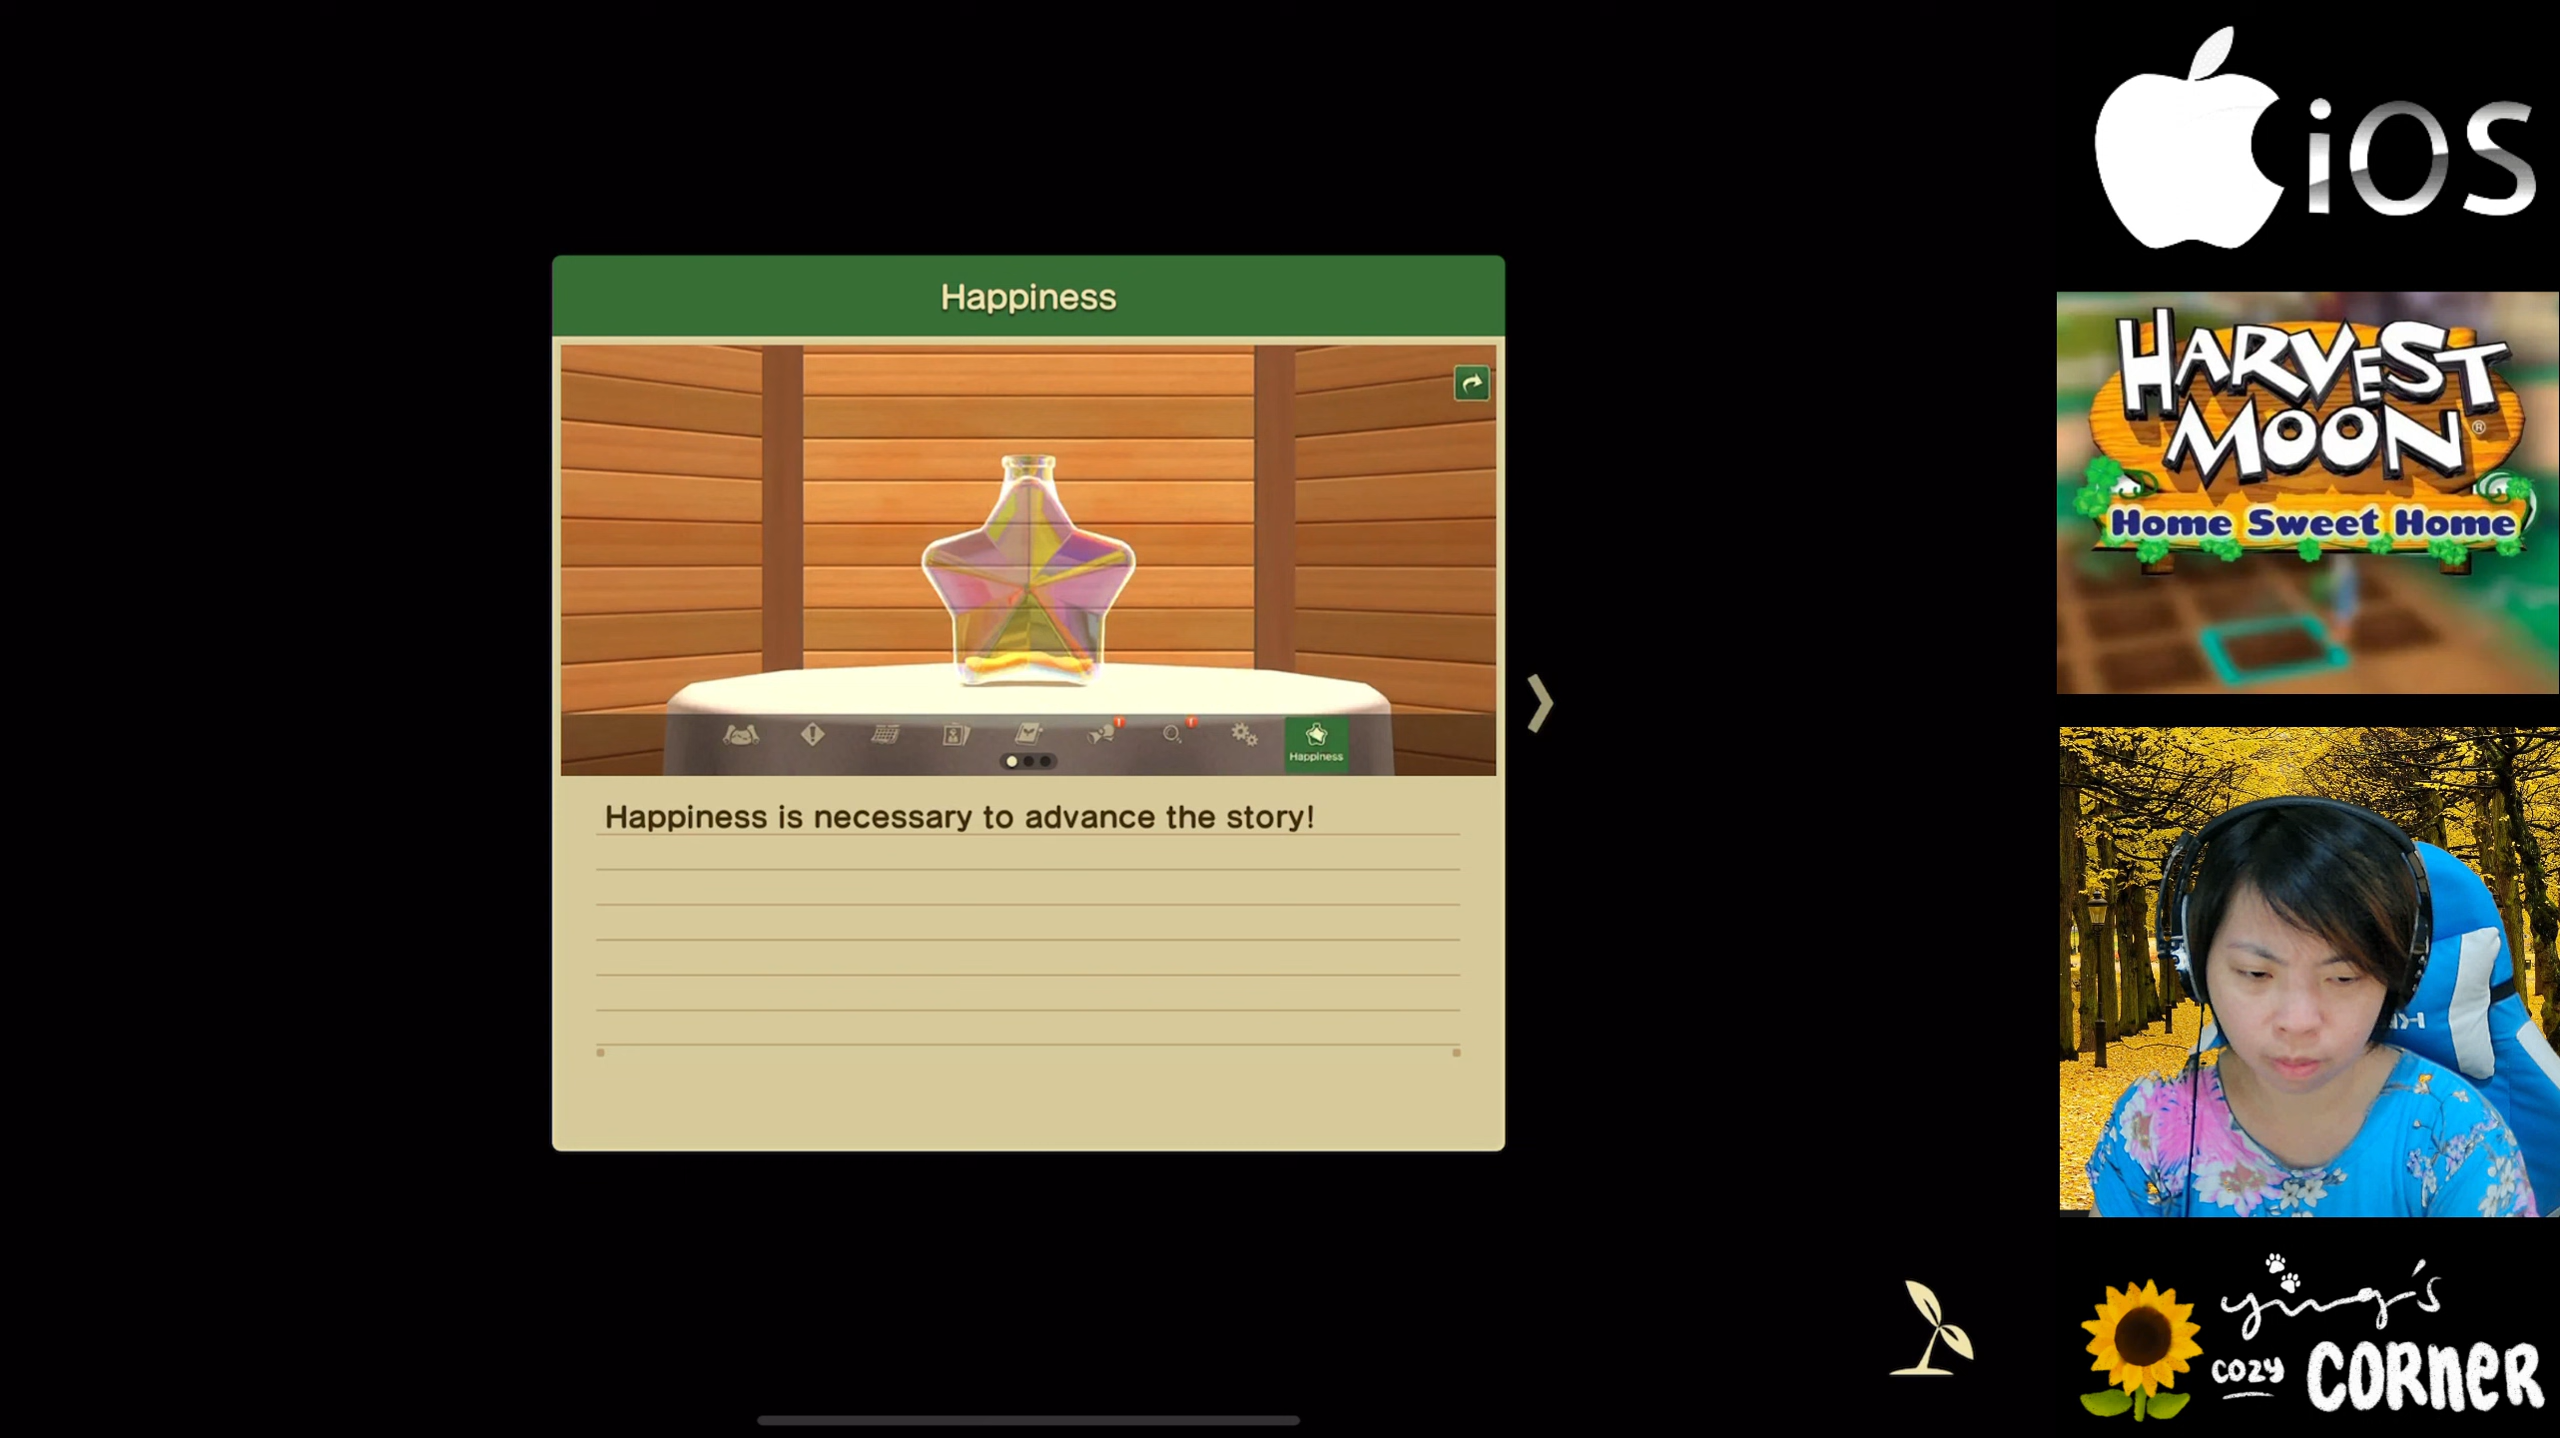 Happiness
Happiness
Happiness is necessary to advance the story!
iOS
HARVEST
MOON®
Home Sweet Home
ying's
cozy CORNER